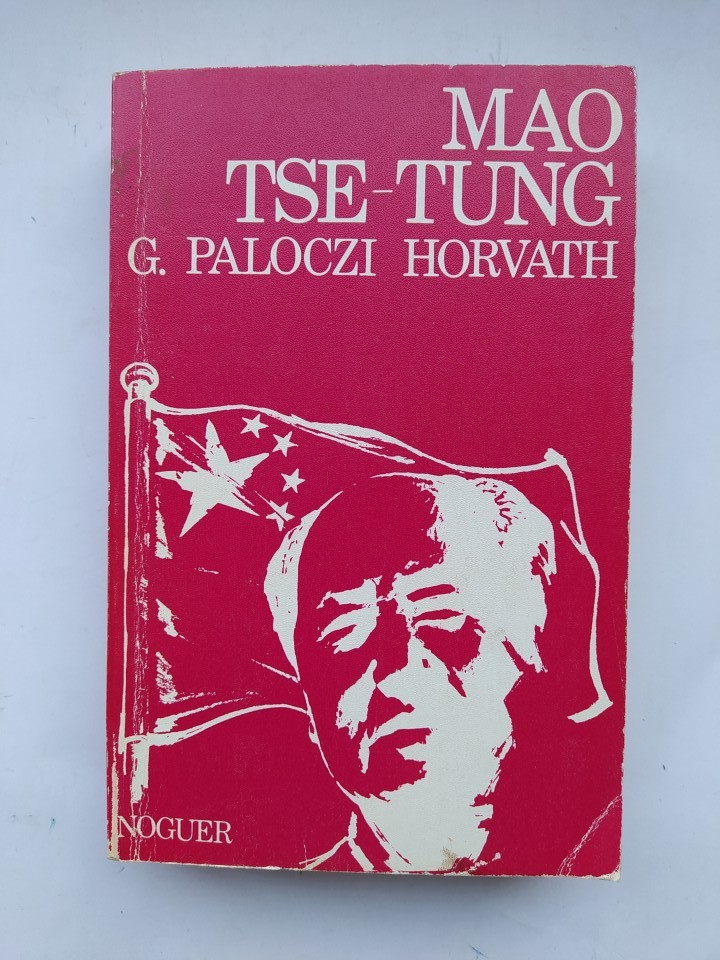 MAO
TSE-TUNG
G. PALOCZI HORVATH
NOGUER